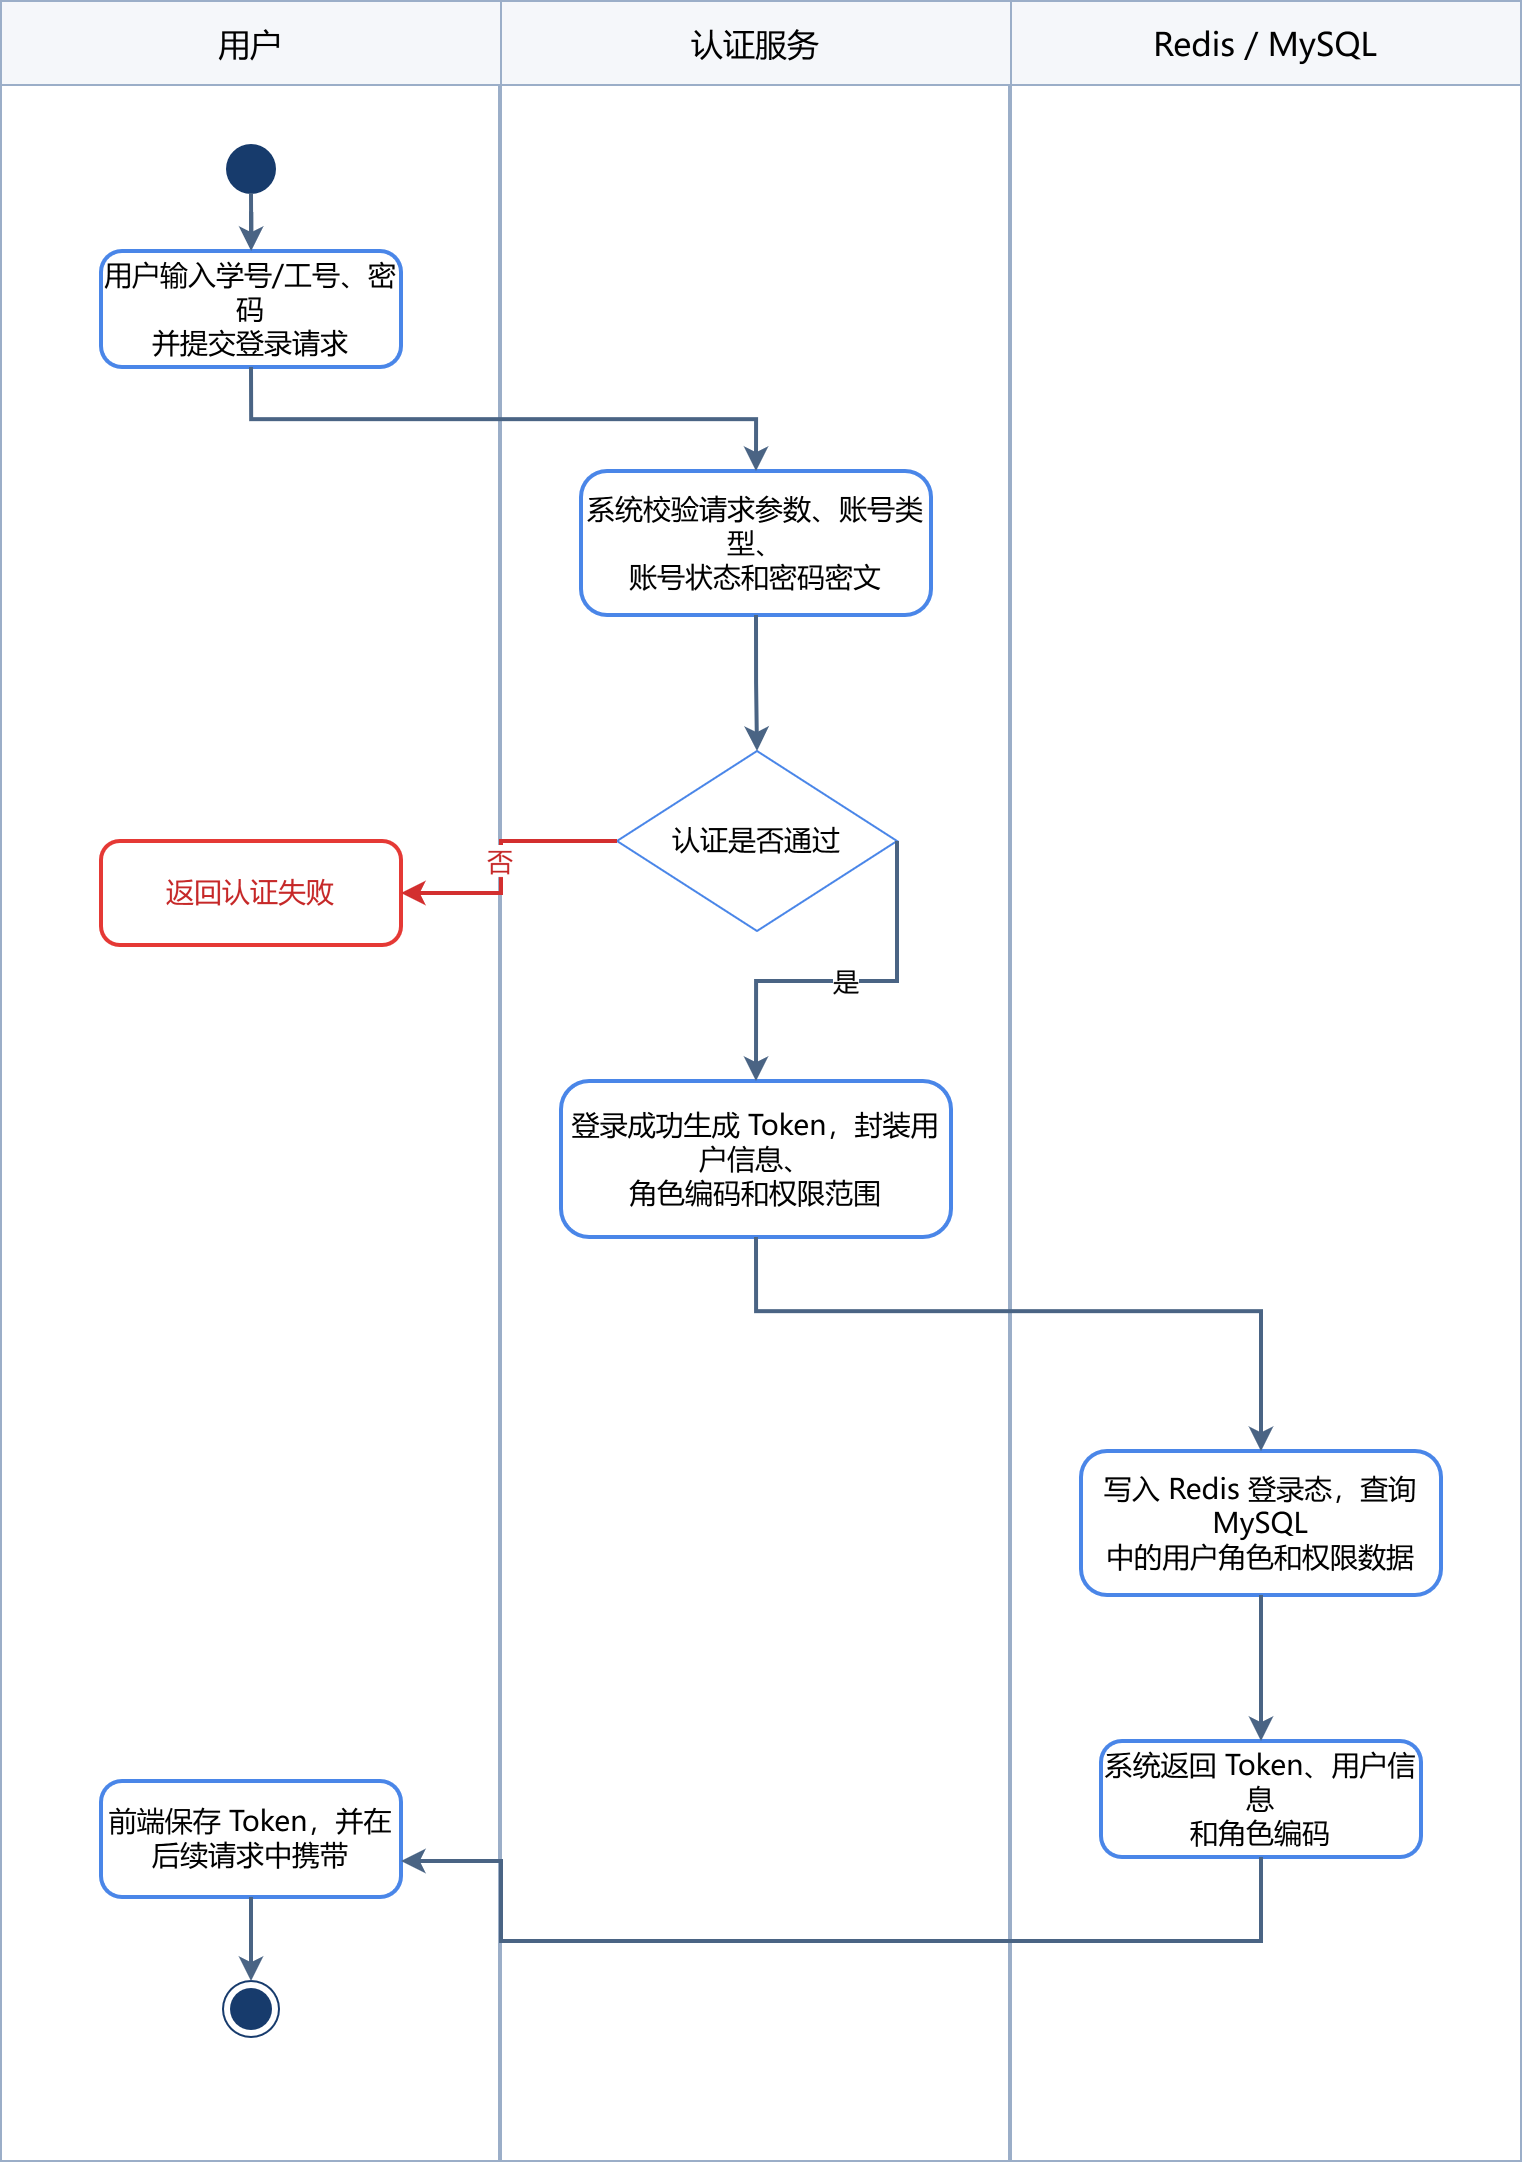 用户
认证服务
Redis / MySQL
用户输入学号/工号、密
码
并提交登录请求
系统校验请求参数、账号类
型、
账号状态和密码密文
认证是否通过
否
返回认证失败
是
登录成功生成 Token，封装用
户信息、
角色编码和权限范围
写入 Redis 登录态，查询
MySQL
中的用户角色和权限数据
系统返回 Token、用户信
息
和角色编码
前端保存 Token，并在
后续请求中携带